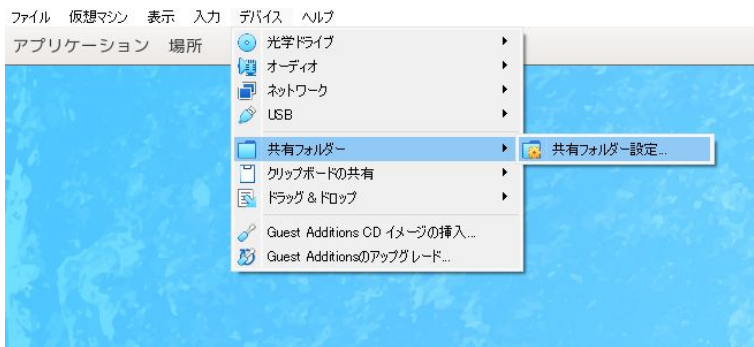 ファイル 仮想マシン 表示 入力 デバイス ヘルプ
アプリケーション 場所
光学ドライブ
オーディオ
ネットワーク
USB
共有フォルダー
共有フォルダー設定...
クリップボードの共有
ドラッグ & ドロップ
Guest Additions CD イメージの挿入...
Guest Additionsのアップグレード...